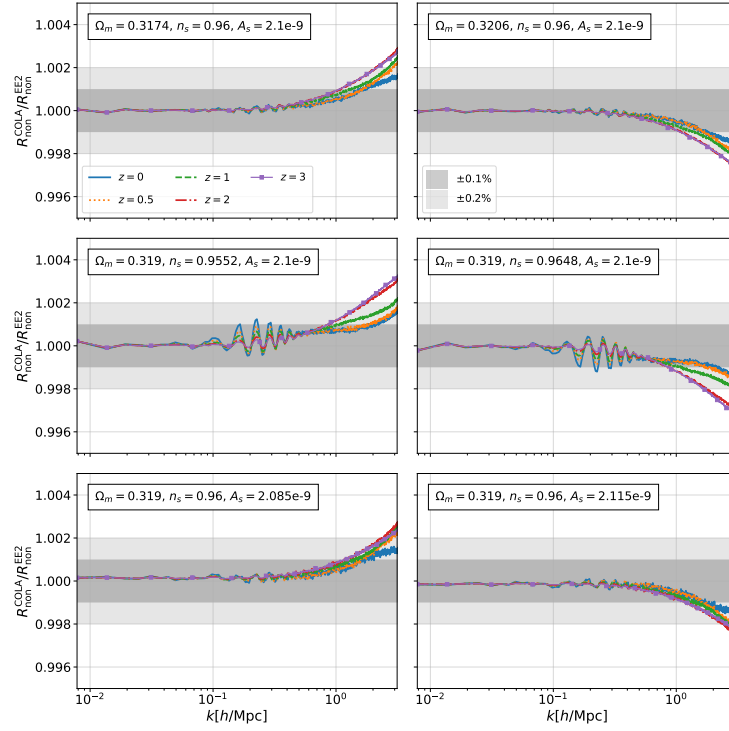 Ω_m = 0.3174, n_s = 0.96, A_s = 2.1e-9
Ω_m = 0.3206, n_s = 0.96, A_s = 2.1e-9
1.004
1.002
1.000
0.998
0.996
R_non^COLA/R_non^EE2
z = 0
z = 1
z = 3
z = 0.5
z = 2
±0.1%
±0.2%
Ω_m = 0.319, n_s = 0.9552, A_s = 2.1e-9
Ω_m = 0.319, n_s = 0.9648, A_s = 2.1e-9
1.004
1.002
1.000
0.998
0.996
R_non^COLA/R_non^EE2
Ω_m = 0.319, n_s = 0.96, A_s = 2.085e-9
Ω_m = 0.319, n_s = 0.96, A_s = 2.115e-9
1.004
1.002
1.000
0.998
0.996
R_non^COLA/R_non^EE2
10^-2 10^-1 10^0
10^-2 10^-1 10^0
k[h/Mpc]
k[h/Mpc]